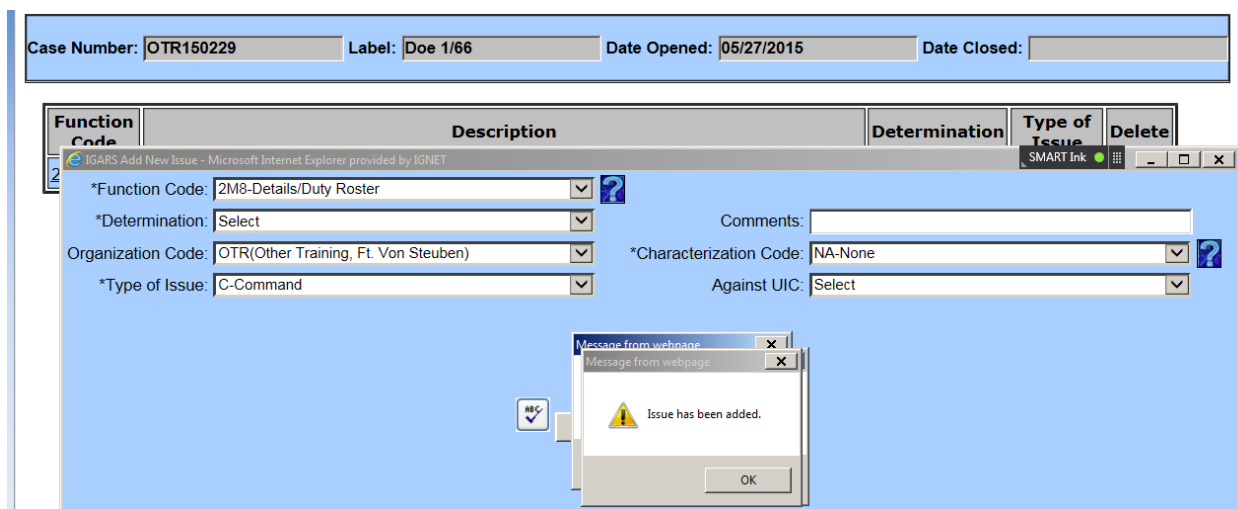 Case Number: OTR150229 Label: Doe 1/66 Date Opened: 05/27/2015 Date Closed:
Function Code Description Determination Type of Issue Delete
2
IGARS Add New Issue - Microsoft Internet Explorer provided by IGNET SMART Ink
*Function Code: 2M8-Details/Duty Roster
*Determination: Select Comments:
Organization Code: OTR(Other Training, Ft. Von Steuben) *Characterization Code: NA-None
*Type of Issue: C-Command Against UIC: Select
Message from webpage
Message from webpage
ABC
Issue has been added.
OK